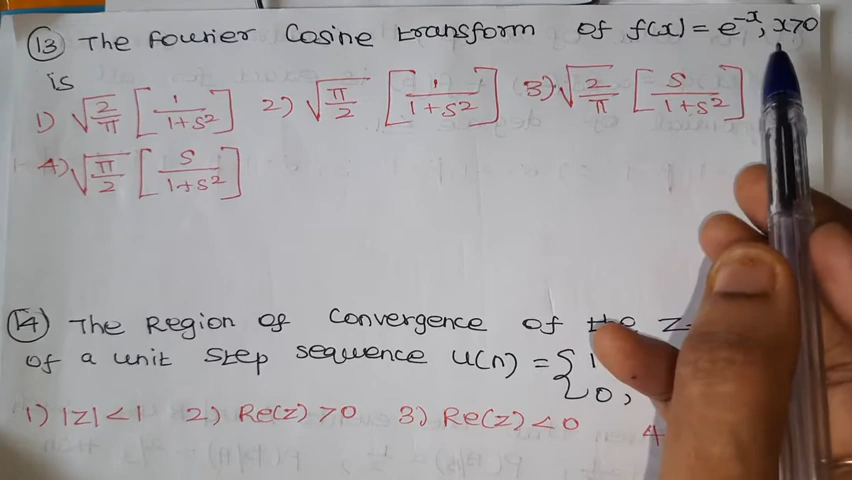 (13) The Fourier Cosine transform of f(x) = e^-x, x>0
is
1) √(2/π) [1/(1+s²)] 2) √(π/2) [1/(1+s²)] 3) √(2/π) [s/(1+s²)]
4) √(π/2) [s/(1+s²)]
(14) The Region of Convergence of the Z-
of a unit step sequence u(n) = { 1
0,
1) |z| < 1 2) Re(z) > 0 3) Re(z) < 0 4